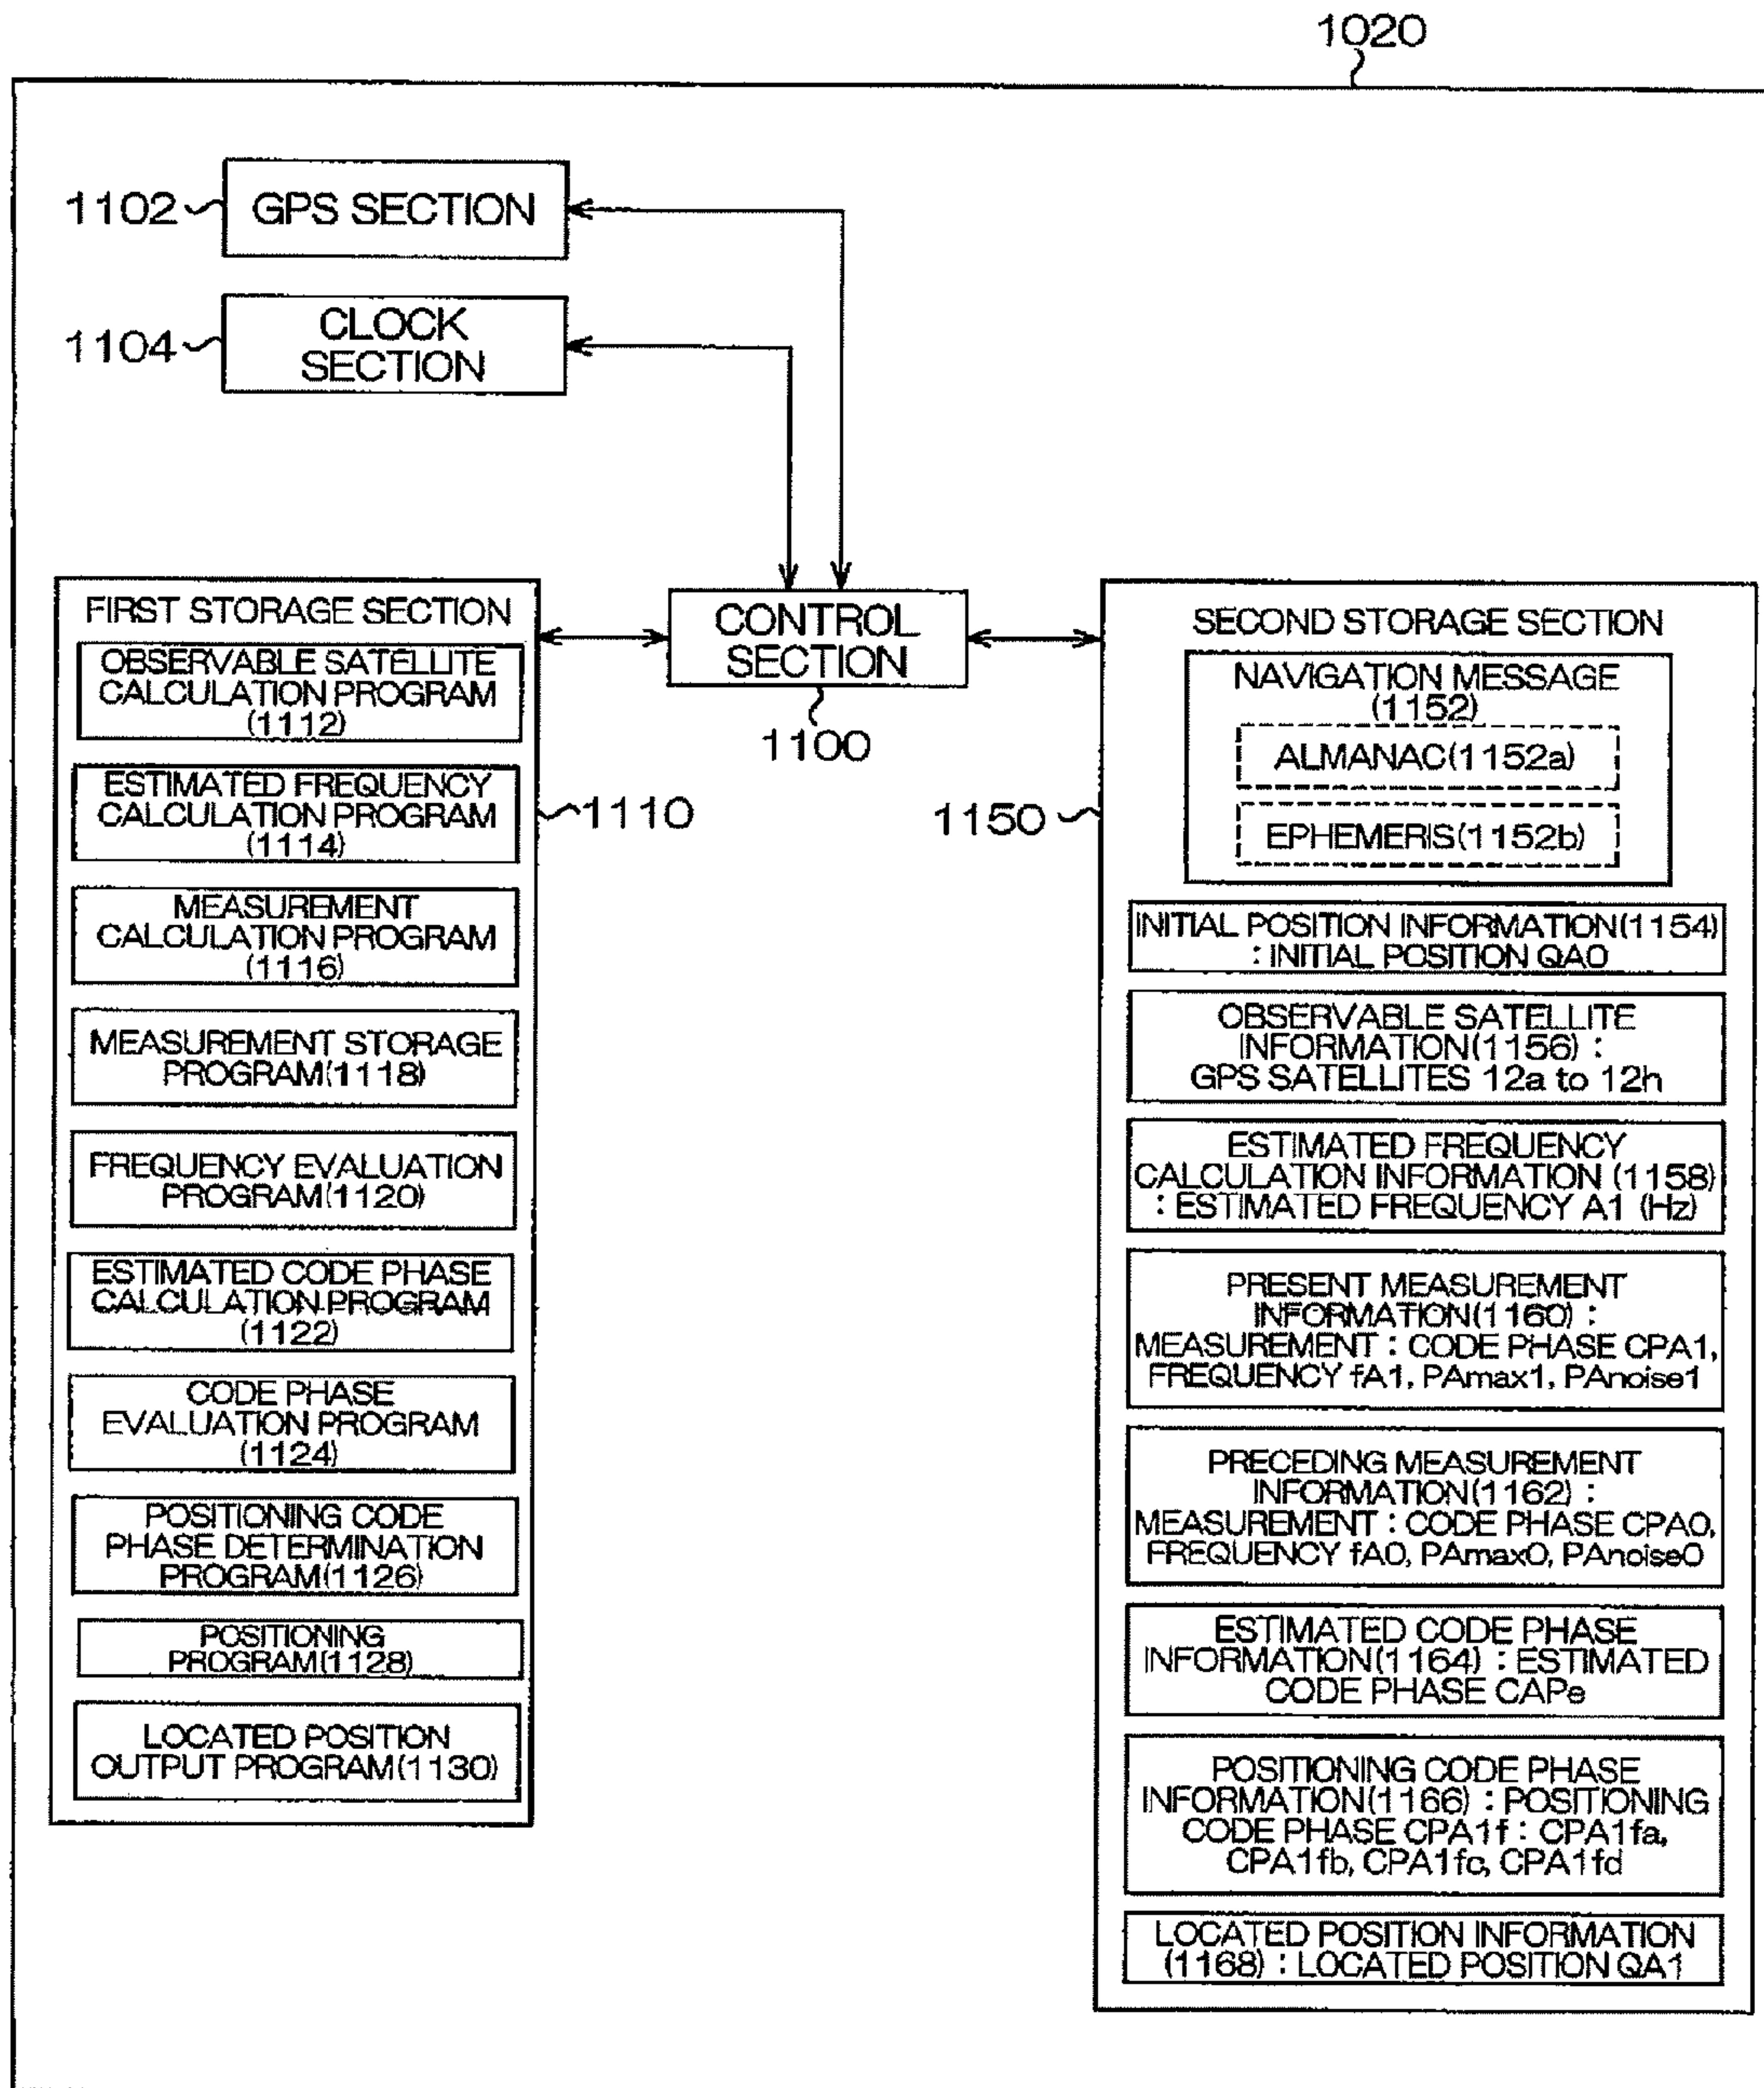 1020
1102
GPS SECTION
1104
CLOCK
SECTION
CONTROL
SECTION
1100
FIRST STORAGE SECTION
OBSERVABLE SATELLITE
CALCULATION PROGRAM
(1112)
ESTIMATED FREQUENCY
CALCULATION PROGRAM
(1114)
1110
MEASUREMENT
CALCULATION PROGRAM
(1116)
MEASUREMENT STORAGE
PROGRAM(1118)
FREQUENCY EVALUATION
PROGRAM(1120)
ESTIMATED CODE PHASE
CALCULATION PROGRAM
(1122)
CODE PHASE
EVALUATION PROGRAM
(1124)
POSITIONING CODE
PHASE DETERMINATION
PROGRAM(1126)
POSITIONING
PROGRAM(1128)
LOCATED POSITION
OUTPUT PROGRAM(1130)
1150
SECOND STORAGE SECTION
NAVIGATION MESSAGE
(1152)
ALMANAC(1152a)
EPHEMERIS(1152b)
INITIAL POSITION INFORMATION(1154)
: INITIAL POSITION QA0
OBSERVABLE SATELLITE
INFORMATION(1156) :
GPS SATELLITES 12a to 12h
ESTIMATED FREQUENCY
CALCULATION INFORMATION (1158)
: ESTIMATED FREQUENCY A1 (Hz)
PRESENT MEASUREMENT
INFORMATION(1160) :
MEASUREMENT : CODE PHASE CPA1,
FREQUENCY fA1, PAmax1, PAnoise1
PRECEDING MEASUREMENT
INFORMATION(1162) :
MEASUREMENT : CODE PHASE CPA0,
FREQUENCY fA0, PAmax0, PAnoise0
ESTIMATED CODE PHASE
INFORMATION(1164) : ESTIMATED
CODE PHASE CAPe
POSITIONING CODE PHASE
INFORMATION(1166) : POSITIONING
CODE PHASE CPA1f : CPA1fa,
CPA1fb, CPA1fc, CPA1fd
LOCATED POSITION INFORMATION
(1168) : LOCATED POSITION QA1